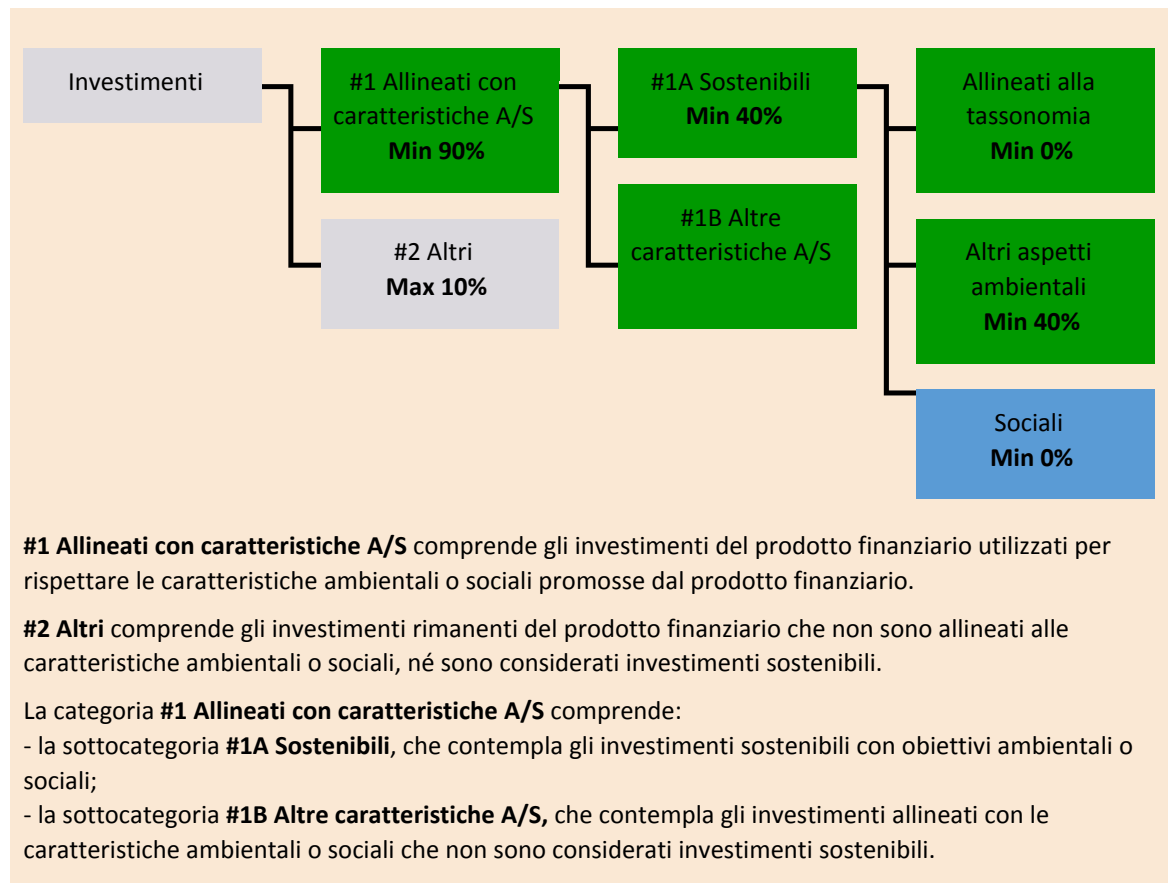 Investimenti
#1 Allineati con
caratteristiche A/S
Min 90%
#2 Altri
Max 10%
#1A Sostenibili
Min 40%
#1B Altre
caratteristiche A/S
Allineati alla
tassonomia
Min 0%
Altri aspetti
ambientali
Min 40%
Sociali
Min 0%
#1 Allineati con caratteristiche A/S comprende gli investimenti del prodotto finanziario utilizzati per
rispettare le caratteristiche ambientali o sociali promosse dal prodotto finanziario.
#2 Altri comprende gli investimenti rimanenti del prodotto finanziario che non sono allineati alle
caratteristiche ambientali o sociali, né sono considerati investimenti sostenibili.
La categoria #1 Allineati con caratteristiche A/S comprende:
- la sottocategoria #1A Sostenibili, che contempla gli investimenti sostenibili con obiettivi ambientali o
sociali;
- la sottocategoria #1B Altre caratteristiche A/S, che contempla gli investimenti allineati con le
caratteristiche ambientali o sociali che non sono considerati investimenti sostenibili.